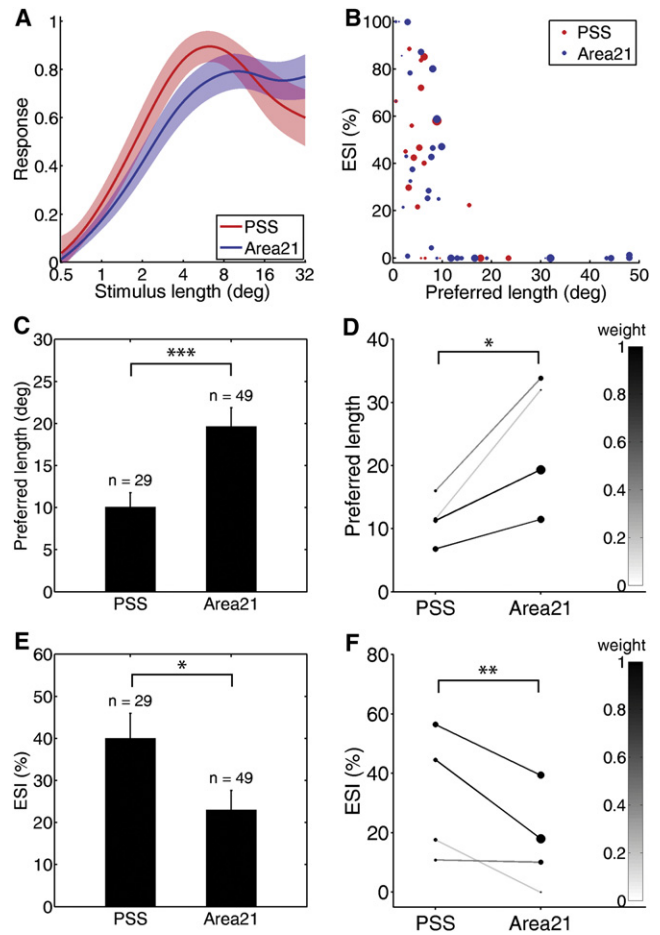 A
1
0.8
0.6
0.4
0.2
0
Response
0.5 1 2 4 8 16 32
Stimulus length (deg)
PSS
Area21
B
100
80
60
40
20
0
ESI (%)
0 10 20 30 40 50
Preferred length (deg)
PSS
Area21
C
30
25
20
15
10
5
0
Preferred length (deg)
***
n = 29
n = 49
PSS Area21
D
40
30
20
10
0
Preferred length
*
PSS Area21
weight
1
0.8
0.6
0.4
0.2
0
E
60
50
40
30
20
10
0
ESI (%)
*
n = 29
n = 49
PSS Area21
F
80
60
40
20
0
ESI (%)
**
PSS Area21
weight
1
0.8
0.6
0.4
0.2
0